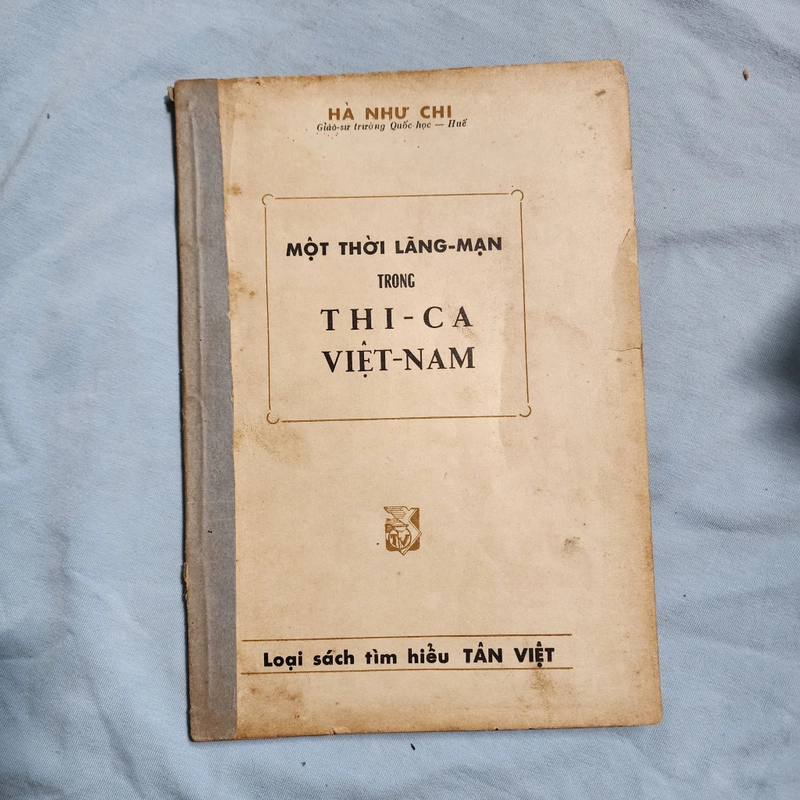 HÀ NHƯ CHI
Giáo-sư trường Quốc-học — Huế
MỘT THỜI LÃNG-MẠN
TRONG
THI-CA
VIỆT-NAM
TV
Loại sách tìm hiểu TÂN VIỆT